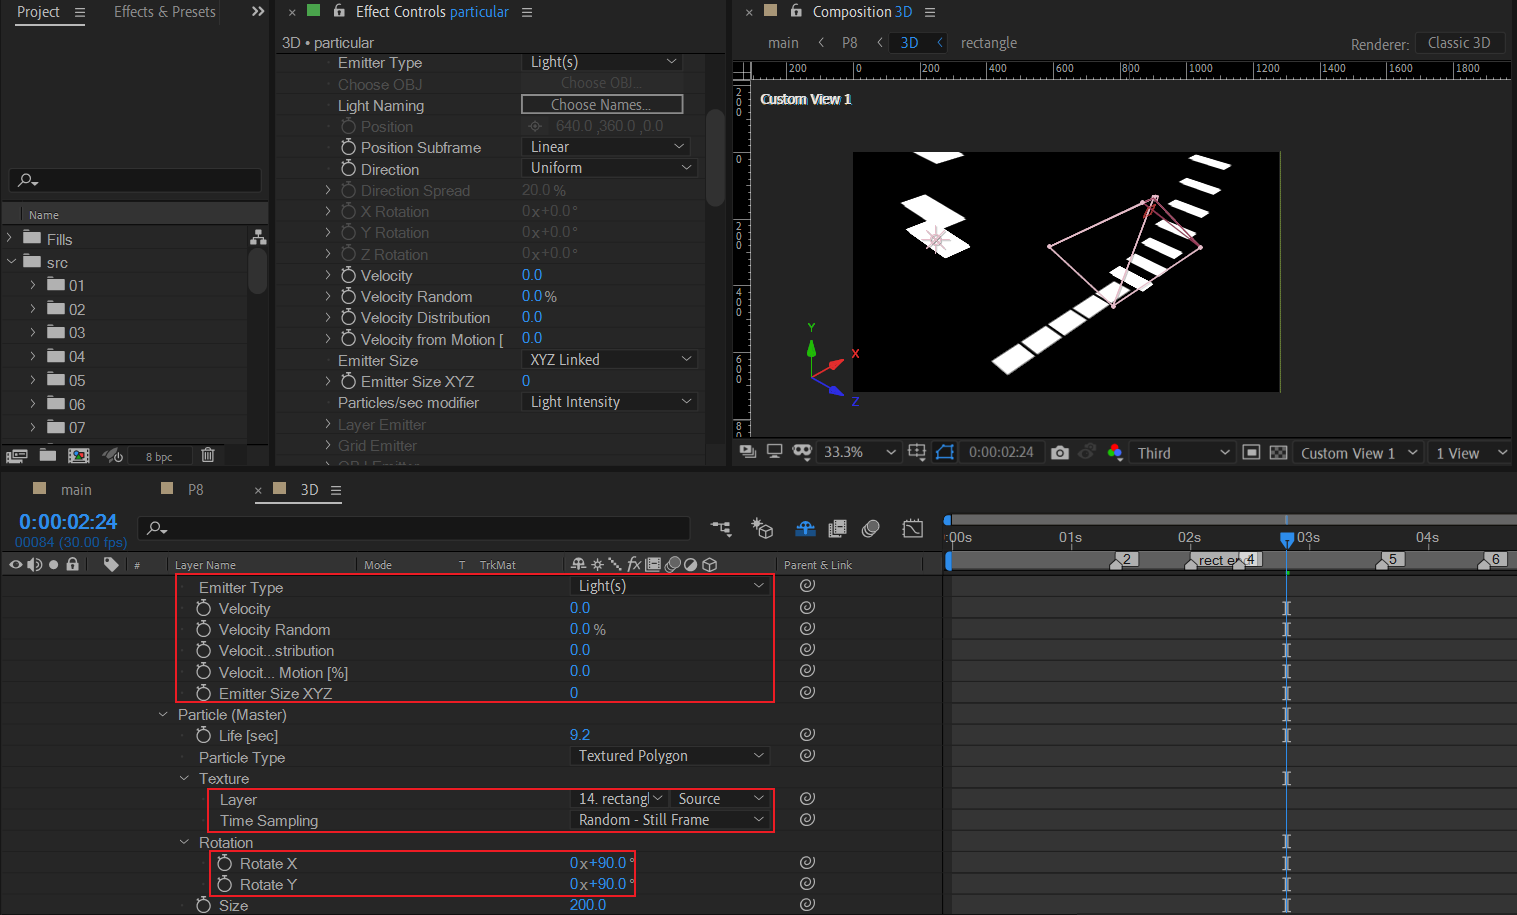 Project
Effects & Presets
Name
Fills
src
01
02
03
04
05
06
07
8 bpc
Effect Controls particular
3D • particular
Emitter Type Light(s)
Choose OBJ Choose OBJ...
Light Naming Choose Names...
Position 640.0 ,360.0 ,0.0
Position Subframe Linear
Direction Uniform
Direction Spread 20.0 %
X Rotation 0x+0.0°
Y Rotation 0x+0.0°
Z Rotation 0x+0.0°
Velocity 0.0
Velocity Random 0.0 %
Velocity Distribution 0.0
Velocity from Motion [ 0.0
Emitter Size XYZ Linked
Emitter Size XYZ 0
Particles/sec modifier Light Intensity
Layer Emitter
Grid Emitter
OBJ Emitter
Composition 3D
main P8 3D rectangle
Renderer: Classic 3D
200 0 200 400 600 800 1000 1200 1400 1600 1800
200
0
200
400
600
8
Custom View 1
Y
X
Z
33.3% 0:00:02:24 Third Custom View 1 1 View
main P8 3D
0:00:02:24
00084 (30.00 fps)
:00s 01s 02s 03s 04s
# Layer Name Mode T TrkMat fx Parent & Link
2 rect e 4 5 6
Emitter Type Light(s)
Velocity 0.0
Velocity Random 0.0 %
Velocit...stribution 0.0
Velocit... Motion [%] 0.0
Emitter Size XYZ 0
Particle (Master)
Life [sec] 9.2
Particle Type Textured Polygon
Texture
Layer 14. rectangl Source
Time Sampling Random - Still Frame
Rotation
Rotate X 0x+90.0°
Rotate Y 0x+90.0°
Size 200.0